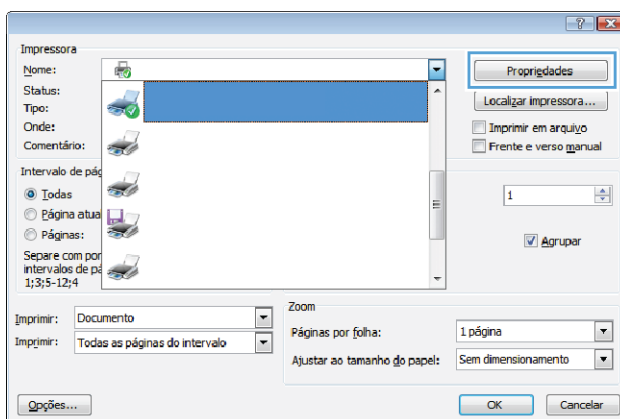 Impressora
Nome:
Propriedades
Status:
Localizar impressora...
Tipo:
Onde:
Imprimir em arquivo
Comentário:
Frente e verso manual
Intervalo de pág
Todas
1
Página atua
Páginas:
Agrupar
Separe com por
intervalos de pá
1;3;5-12;4
Imprimir:
Documento
Imprimir:
Todas as páginas do intervalo
Zoom
Páginas por folha:
1 página
Ajustar ao tamanho do papel:
Sem dimensionamento
Opções...
OK
Cancelar